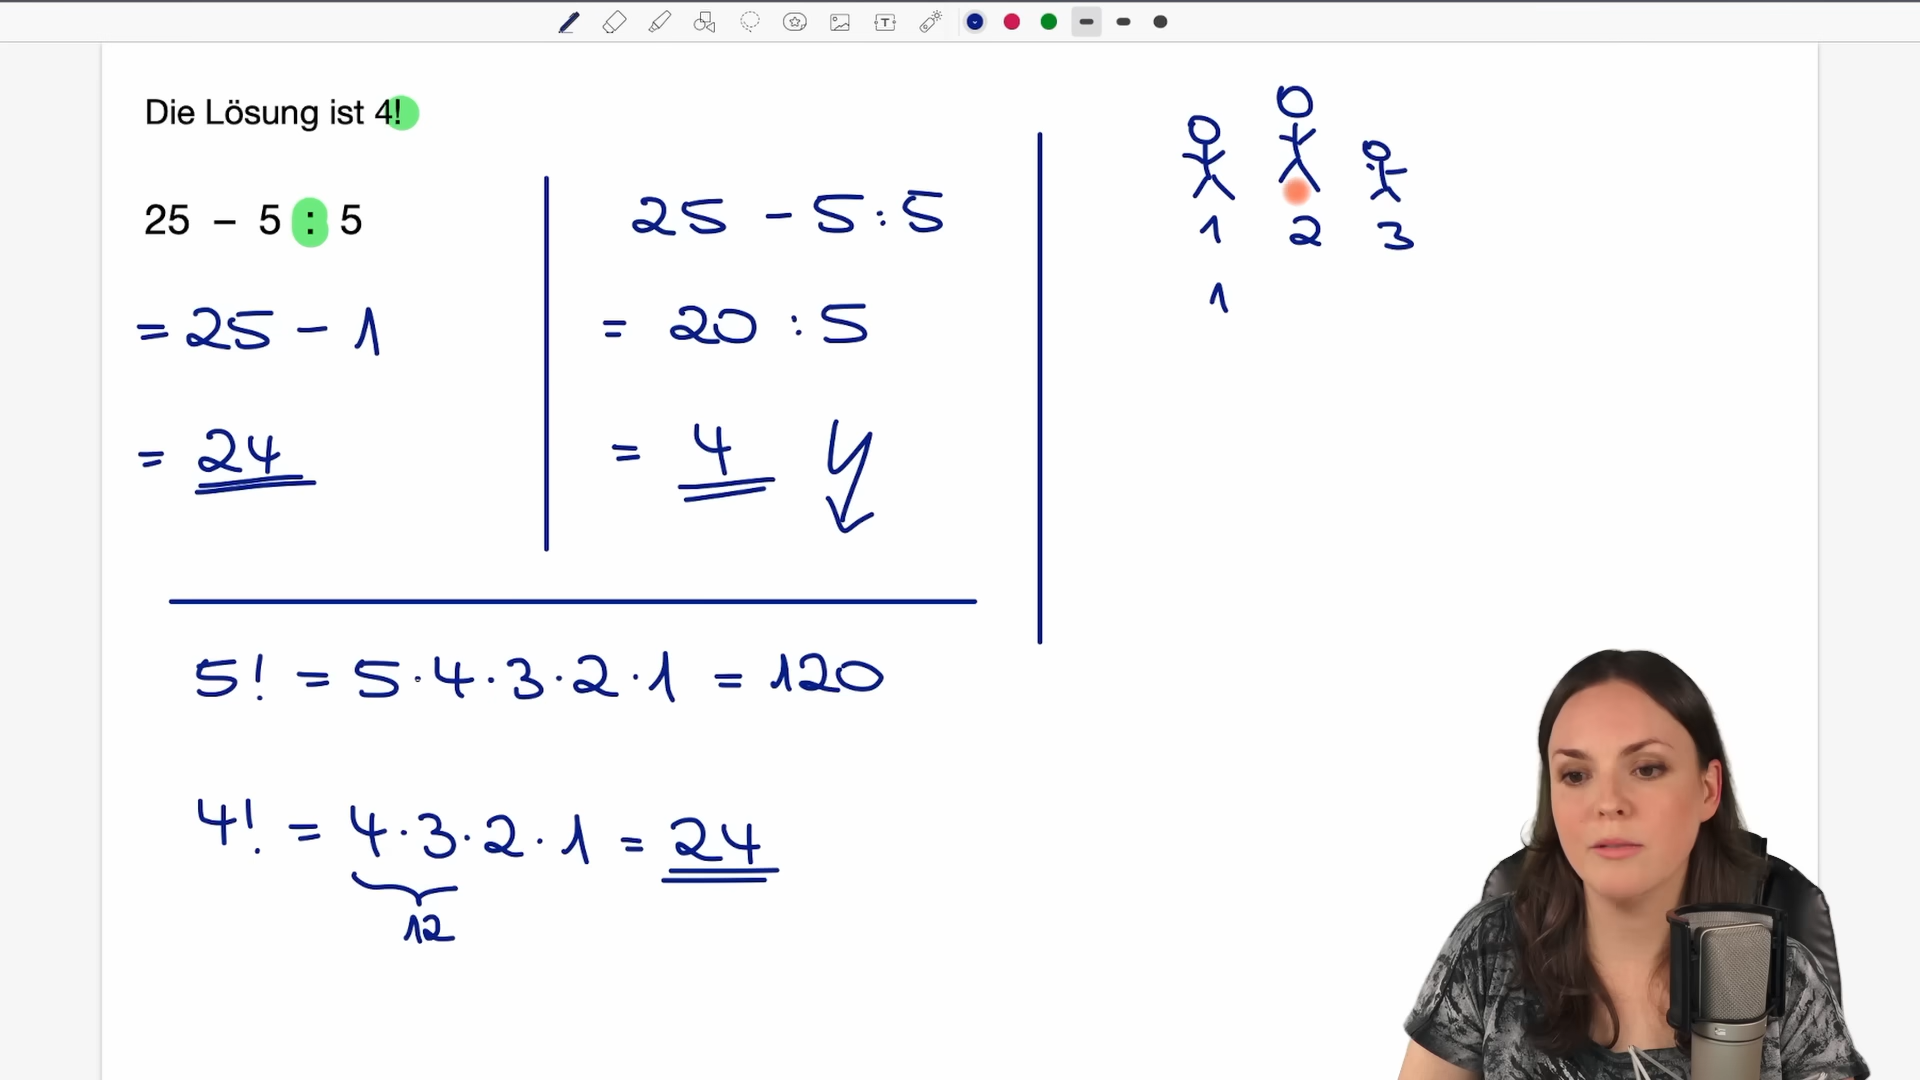 Die Lösung ist 4!
25 – 5 : 5
= 25 – 1
= 24
25 – 5 : 5
= 20 : 5
= 4
5! = 5 · 4 · 3 · 2 · 1 = 120
4! = 4 · 3 · 2 · 1 = 24
12
1 2 3
1
T